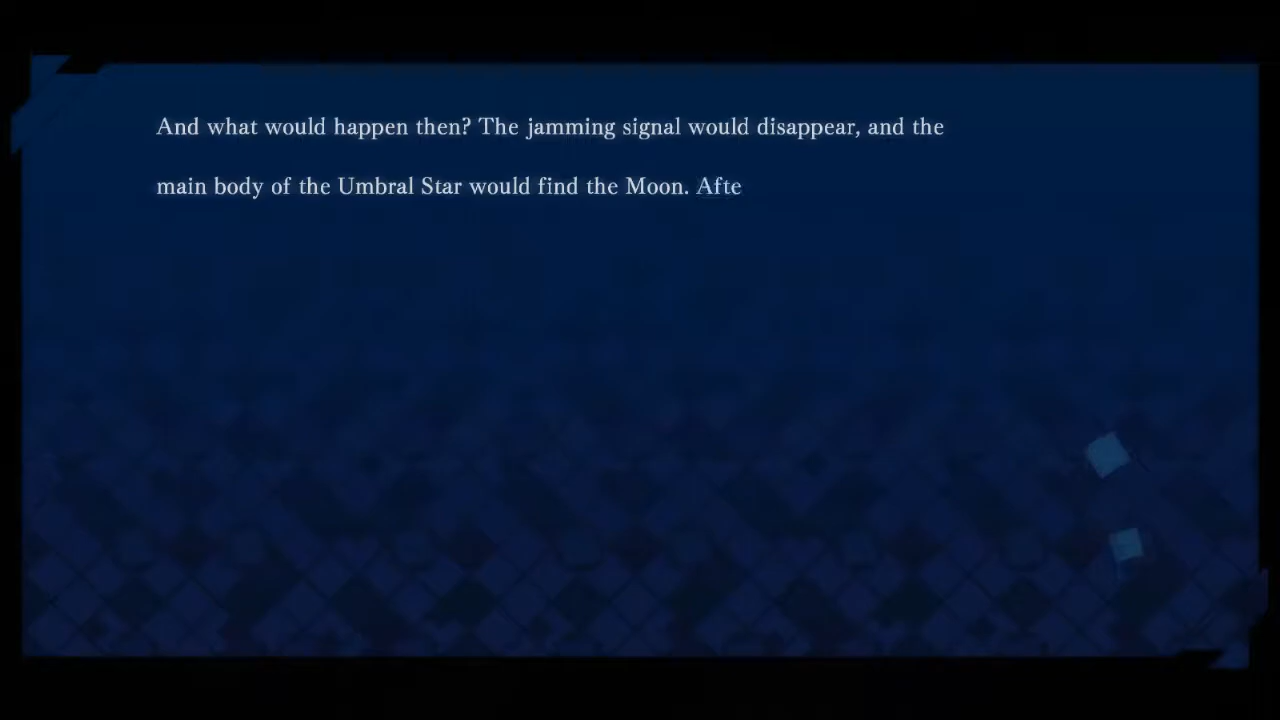 And what would happen then? The jamming signal would disappear, and the
main body of the Umbral Star would find the Moon. Afte